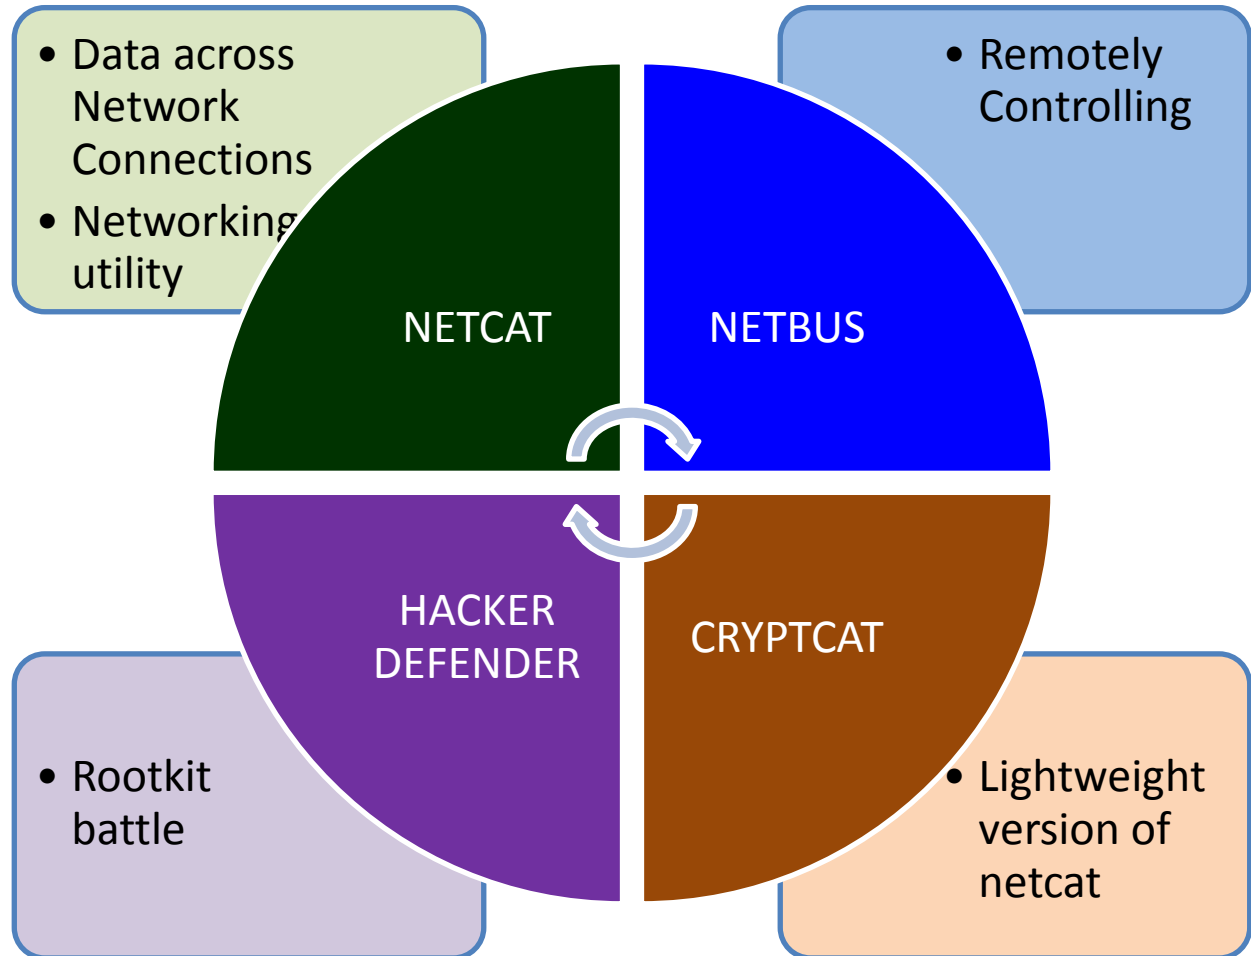 • Data across
Network
Connections
• Networking
utility
• Remotely
Controlling
NETCAT
NETBUS
HACKER
DEFENDER
CRYPTCAT
• Rootkit
battle
• Lightweight
version of
netcat